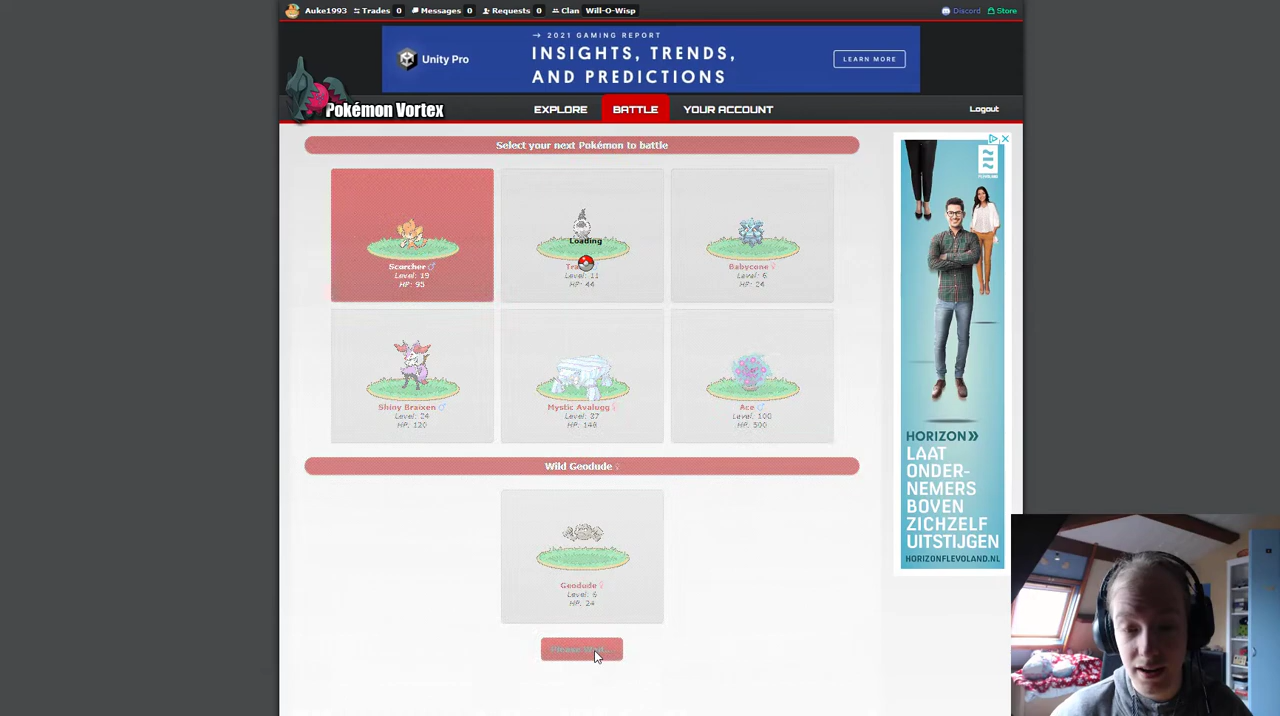 Auke1993 Trades 0 Messages 0 Requests 0 Clan Will-O-Wisp Discord Store
→ 2021 GAMING REPORT
Unity Pro
INSIGHTS, TRENDS,
AND PREDICTIONS
LEARN MORE
Pokémon Vortex
EXPLORE BATTLE YOUR ACCOUNT Logout
Select your next Pokémon to battle
Scorcher ♂
Level: 19
HP: 95
Loading
Level: 11
HP: 44
Babycone ♀
Level: 6
HP: 24
Shiny Braixen ♂
Level: 24
HP: 120
Mystic Avalugg ♀
Level: 37
HP: 148
Ace ♂
Level: 100
HP: 500
Wild Geodude ♀
Geodude ♀
Level: 6
HP: 24
Please Wait...
HORIZON
LAAT
ONDER-
NEMERS
BOVEN
ZICHZELF
UITSTIJGEN
HORIZONFLEVOLAND.NL